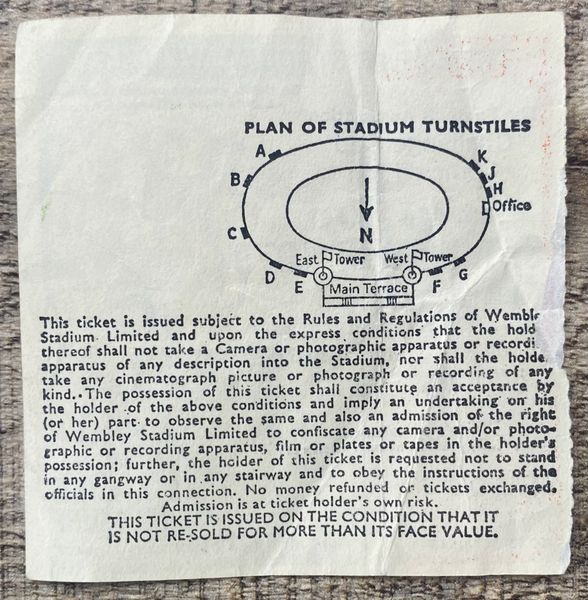 PLAN OF STADIUM TURNSTILES
A
K
B
J
H
Office
C
N
East Tower
West Tower
D
E
Main Terrace
F
G
This ticket is issued subject to the Rules and Regulations of Wemble
Stadium Limited and upon the express conditions that the hold
thereof shall not take a Camera or photographic apparatus or recordi
apparatus of any description into the Stadium, nor shall the holde
take any cinematograph picture or photograph or recording of any
kind. The possession of this ticket shall constitute an acceptance by
the holder of the above conditions and imply an undertaking on his
(or her) part to observe the same and also an admission of the right
of Wembley Stadium Limited to confiscate any camera and/or photo-
graphic or recording apparatus, film or plates or tapes in the holder's
possession; further, the holder of this ticket is requested not to stand
in any gangway or in any stairway and to obey the instructions of the
officials in this connection. No money refunded or tickets exchanged.
Admission is at ticket holder's own risk.
THIS TICKET IS ISSUED ON THE CONDITION THAT IT
IS NOT RE-SOLD FOR MORE THAN ITS FACE VALUE.